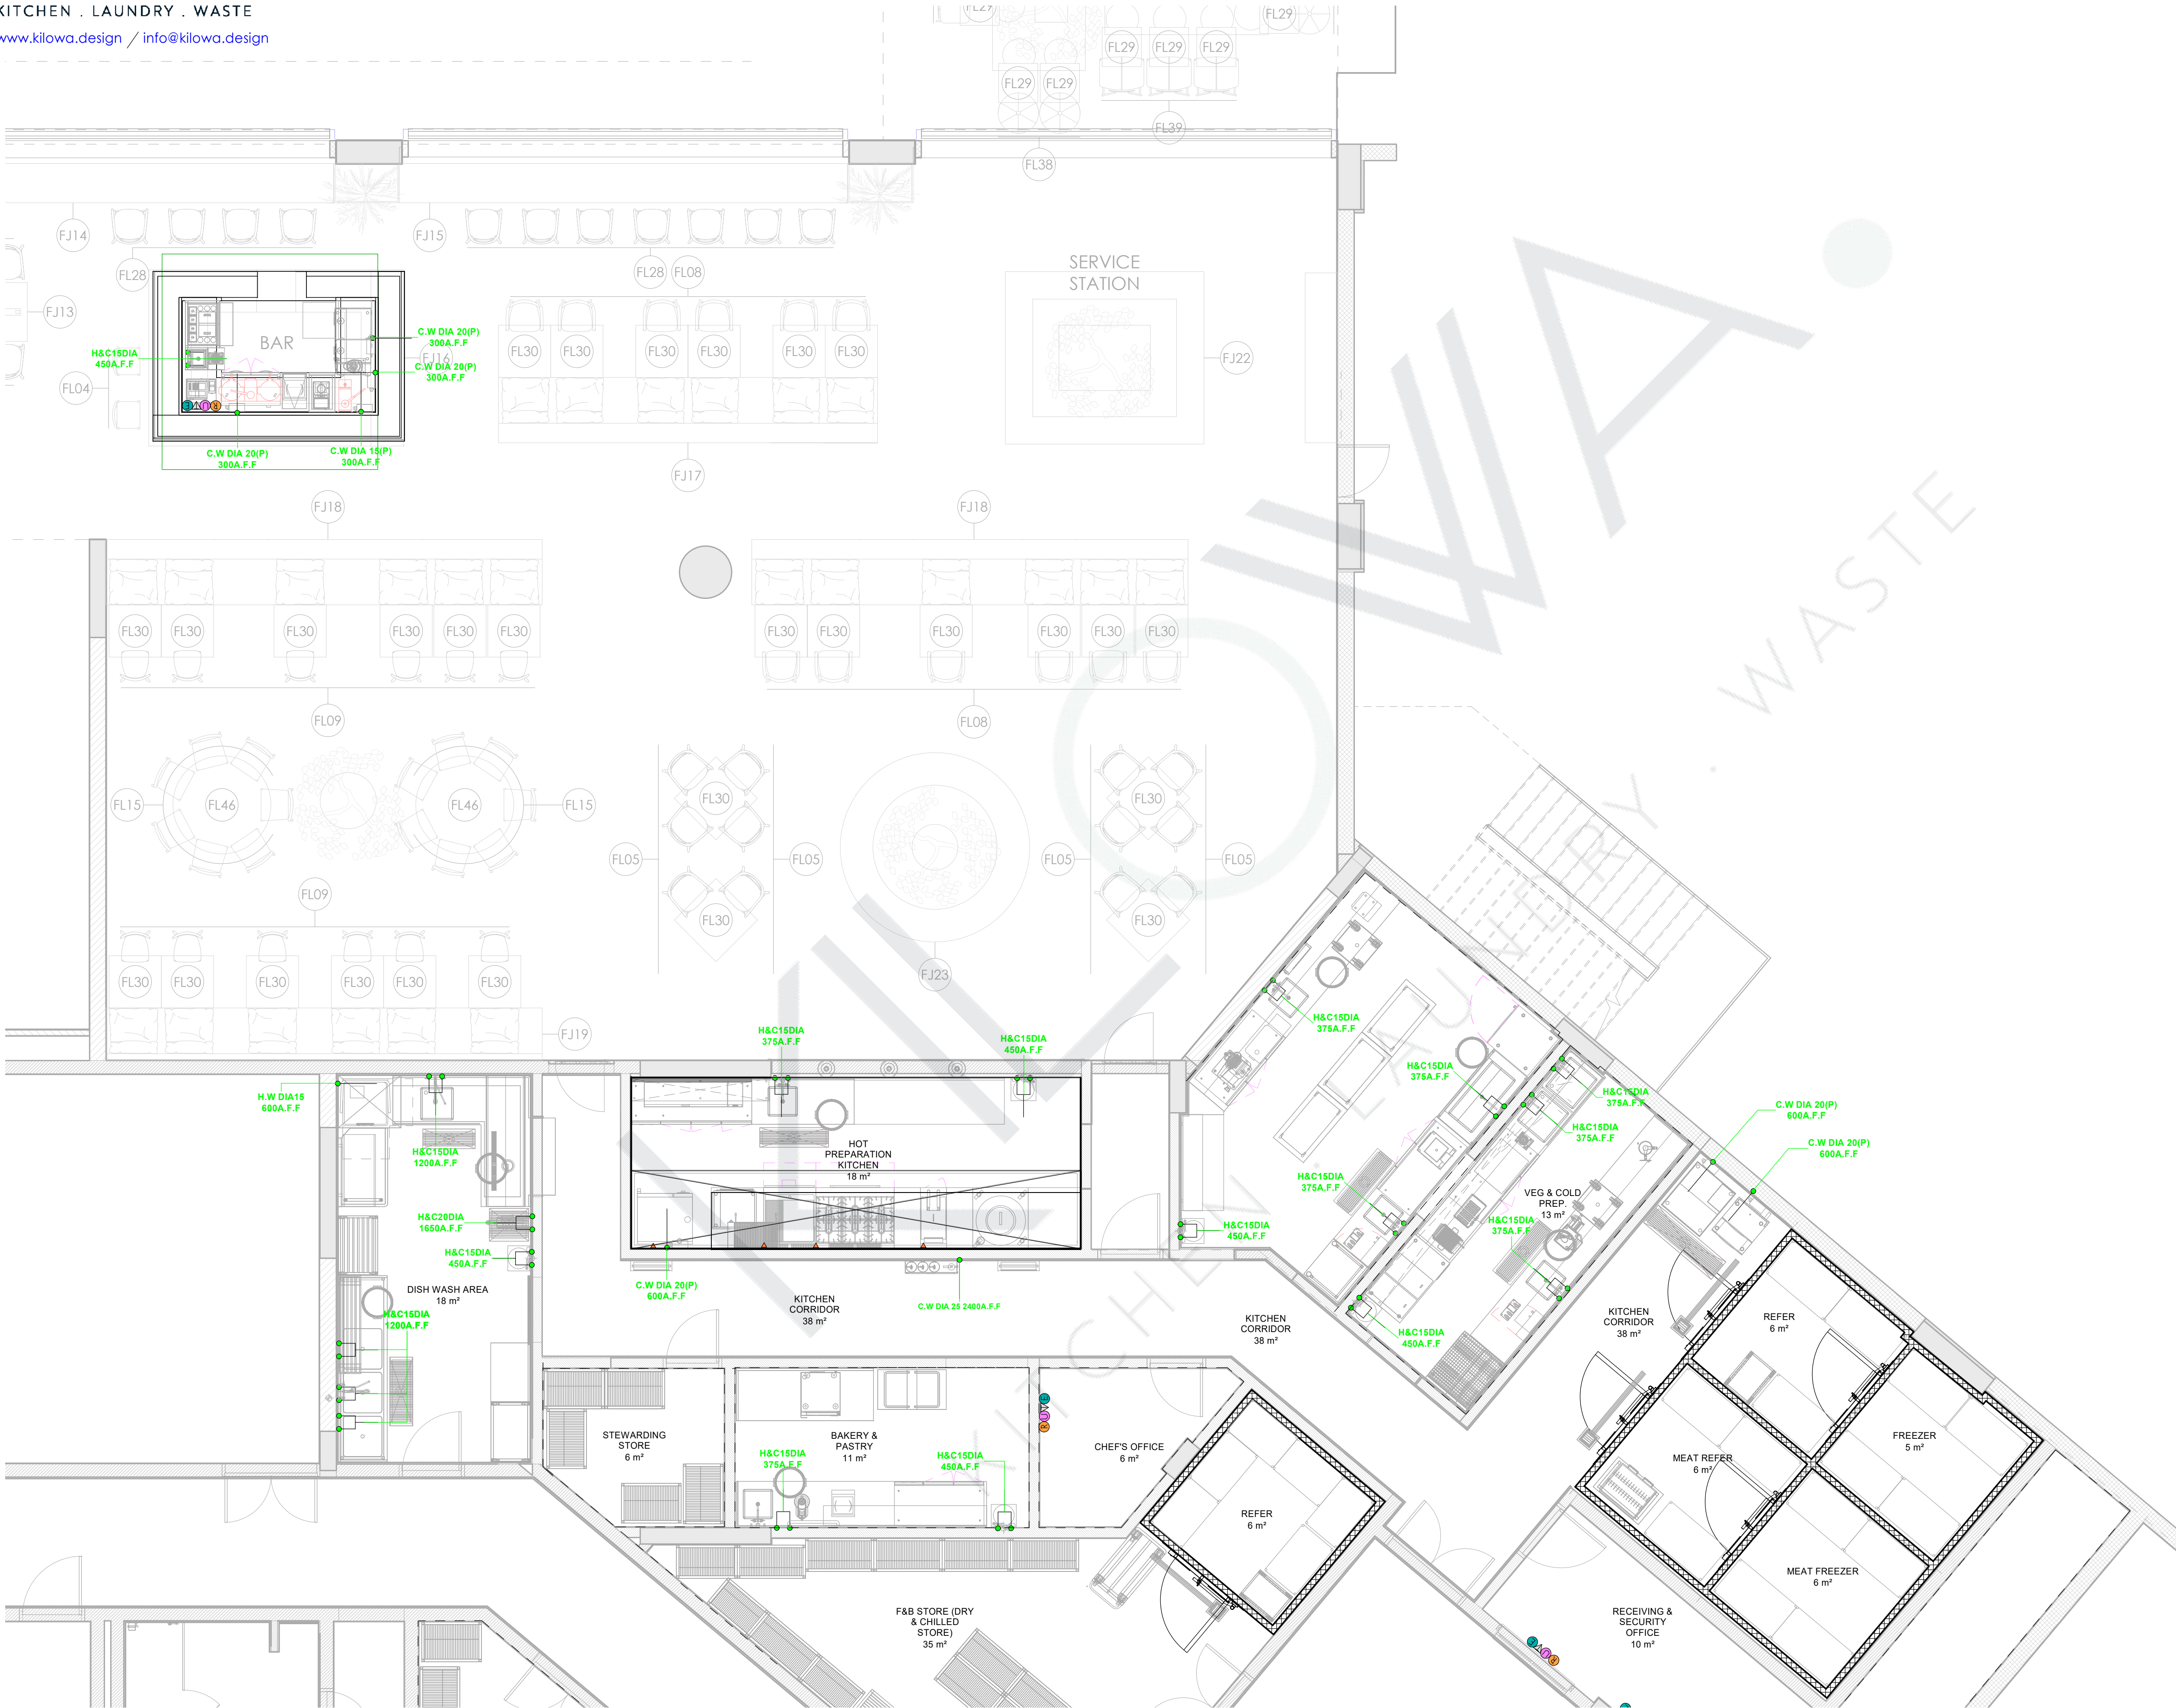 KITCHEN . LAUNDRY . WASTE
www.kilowa.design / info@kilowa.design
FL29
FL29
FL29
FL29
FL29
FL29
FL29
FL39
FL38
FJ14
FJ15
FL28
FL28
FL08
SERVICE
STATION
FJ13
BAR
H&C15DIA
450A.F.F
C.W DIA 20(P)
300A.F.F
FJ16
C.W DIA 20(P)
300A.F.F
FL04
FL30
FL30
FL30
FL30
FL30
FL30
FJ22
E
U
R
C.W DIA 20(P)
300A.F.F
C.W DIA 15(P)
300A.F.F
FJ17
FJ18
FJ18
FL30
FL30
FL30
FL30
FL30
FL30
FL30
FL30
FL30
FL30
FL30
FL30
FL09
FL08
FL15
FL46
FL46
FL15
FL30
FL30
FL05
FL05
FL05
FL05
FL09
FL30
FL30
FJ23
FL30
FL30
FL30
FL30
FL30
FL30
FJ19
KILOWA
KITCHEN . LAUNDRY . WASTE
H&C15DIA
375A.F.F
H&C15DIA
450A.F.F
H&C15DIA
375A.F.F
H&C15DIA
375A.F.F
H&C15DIA
375A.F.F
H&C15DIA
375A.F.F
C.W DIA 20(P)
600A.F.F
C.W DIA 20(P)
600A.F.F
H.W DIA15
600A.F.F
H&C15DIA
1200A.F.F
HOT
PREPARATION
KITCHEN
18 m²
H&C15DIA
375A.F.F
VEG & COLD
PREP.
13 m²
H&C15DIA
375A.F.F
H&C20DIA
1650A.F.F
H&C15DIA
450A.F.F
H&C15DIA
450A.F.F
DISH WASH AREA
18 m²
H&C15DIA
1200A.F.F
C.W DIA 20(P)
600A.F.F
KITCHEN
CORRIDOR
38 m²
C.W DIA 25 2400A.F.F
KITCHEN
CORRIDOR
38 m²
H&C15DIA
450A.F.F
KITCHEN
CORRIDOR
38 m²
REFER
6 m²
STEWARDING
STORE
6 m²
BAKERY &
PASTRY
11 m²
H&C15DIA
375A.F.F
H&C15DIA
450A.F.F
E
U
R
CHEF'S OFFICE
6 m²
MEAT REFER
6 m²
FREEZER
5 m²
REFER
6 m²
MEAT FREEZER
6 m²
F&B STORE (DRY
& CHILLED
STORE)
35 m²
RECEIVING &
SECURITY
OFFICE
10 m²
E
U
R